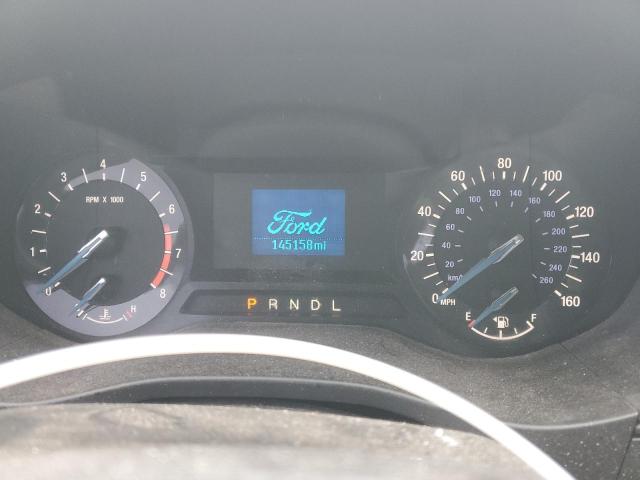 0 1 2 3 4 5 6 7 8
RPM X 1000
H
Ford
145158mi
P R N D L
0 20 40 60 80 100 120 140 160
MPH
20 40 60 80 100 120 140 160 180 200 220 240 260
km/h
E F